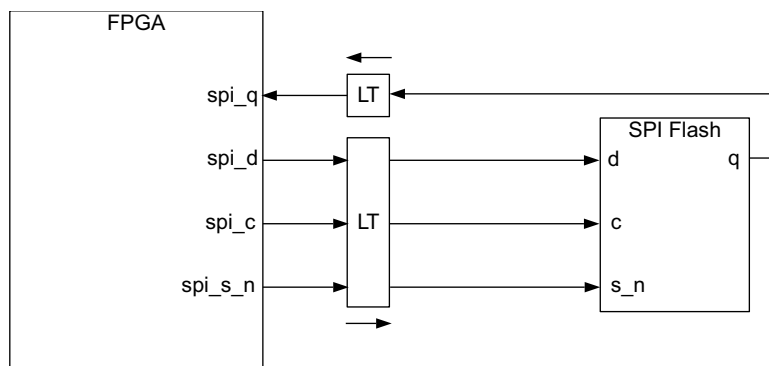 FPGA
spi_q
LT
SPI Flash
spi_d
d
q
spi_c
LT
c
spi_s_n
s_n